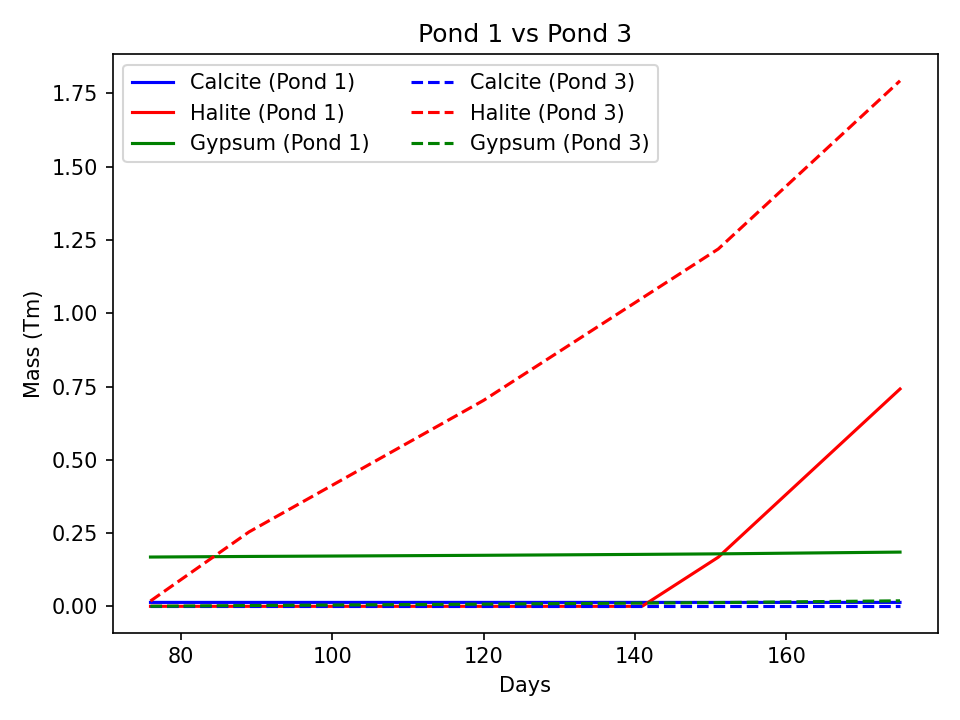 Pond 1 vs Pond 3
Calcite (Pond 1)
Halite (Pond 1)
Gypsum (Pond 1)
Calcite (Pond 3)
Halite (Pond 3)
Gypsum (Pond 3)
Mass (Tm)
1.75
1.50
1.25
1.00
0.75
0.50
0.25
0.00
80 100 120 140 160
Days